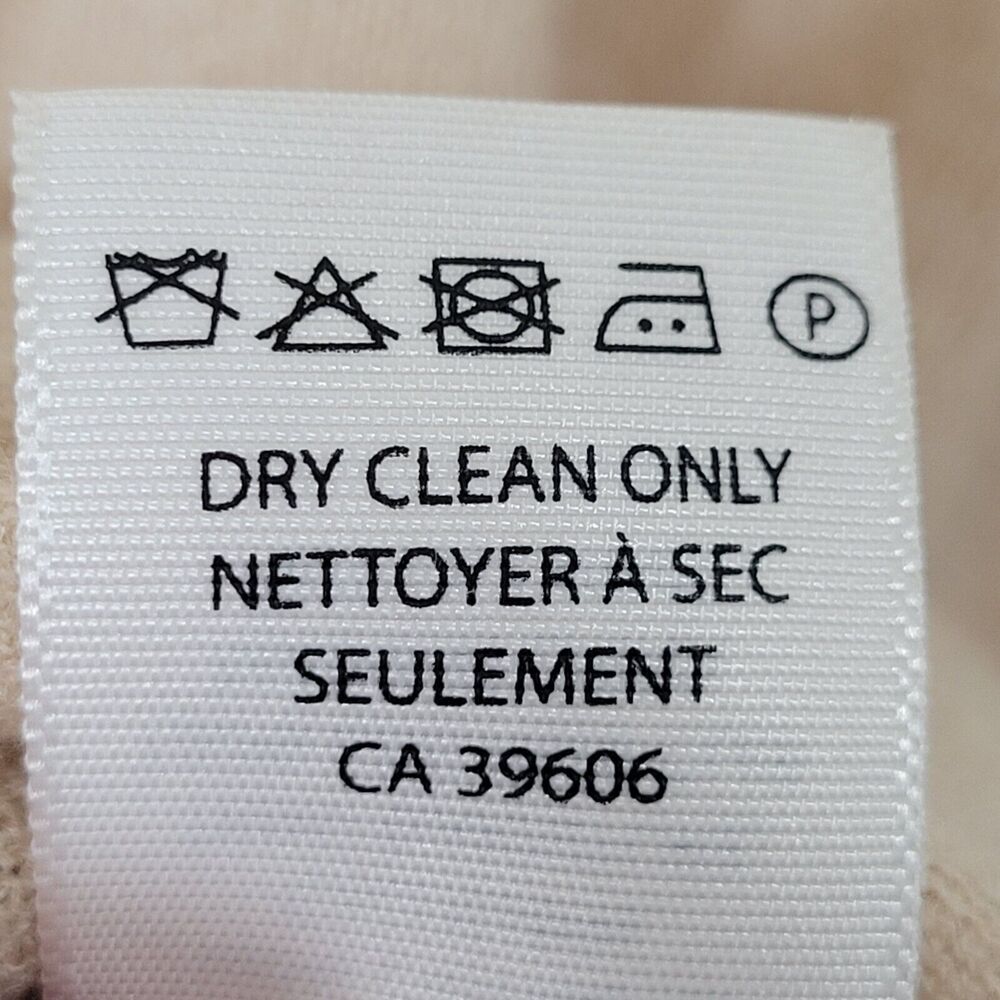 P
DRY CLEAN ONLY
NETTOYER À SEC
SEULEMENT
CA 39606